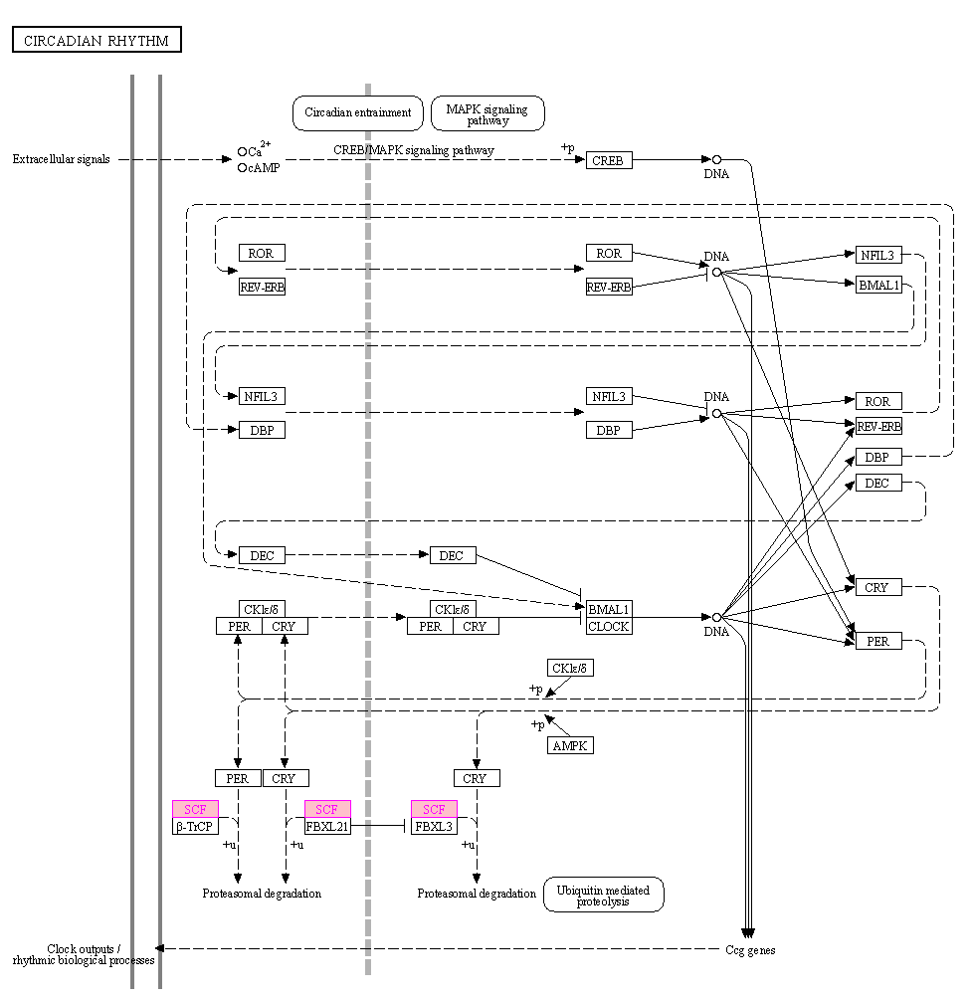 CIRCADIAN RHYTHM
Circadian entrainment
MAPK signaling
pathway
Extracellular signals
Ca2+
cAMP
CREB/MAPK signaling pathway
+p
CREB
DNA
ROR
REV-ERB
ROR
REV-ERB
DNA
NFIL3
BMAL1
NFIL3
DBP
NFIL3
DBP
DNA
ROR
REV-ERB
DBP
DEC
DEC
DEC
CKIε/δ
PER
CRY
CKIε/δ
PER
CRY
BMAL1
CLOCK
DNA
CRY
PER
CKIε/δ
+p
+p
AMPK
PER
CRY
CRY
SCF
β-TrCP
+u
SCF
FBXL21
+u
SCF
FBXL3
+u
Proteasomal degradation
Proteasomal degradation
Ubiquitin mediated
proteolysis
Clock outputs /
rhythmic biological processes
Ccg genes